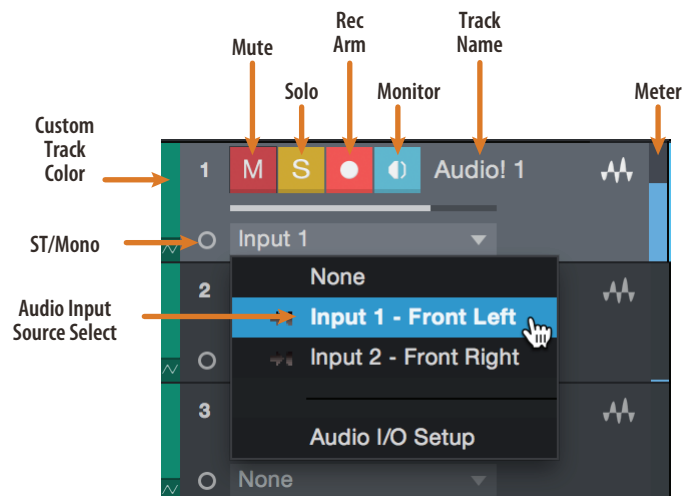 Rec
Arm
Track
Name
Mute
Solo
Monitor
Meter
Custom
Track
Color
1 M S Audio! 1
ST/Mono
Input 1
2
None
Audio Input
Source Select
Input 1 - Front Left
Input 2 - Front Right
3
Audio I/O Setup
None